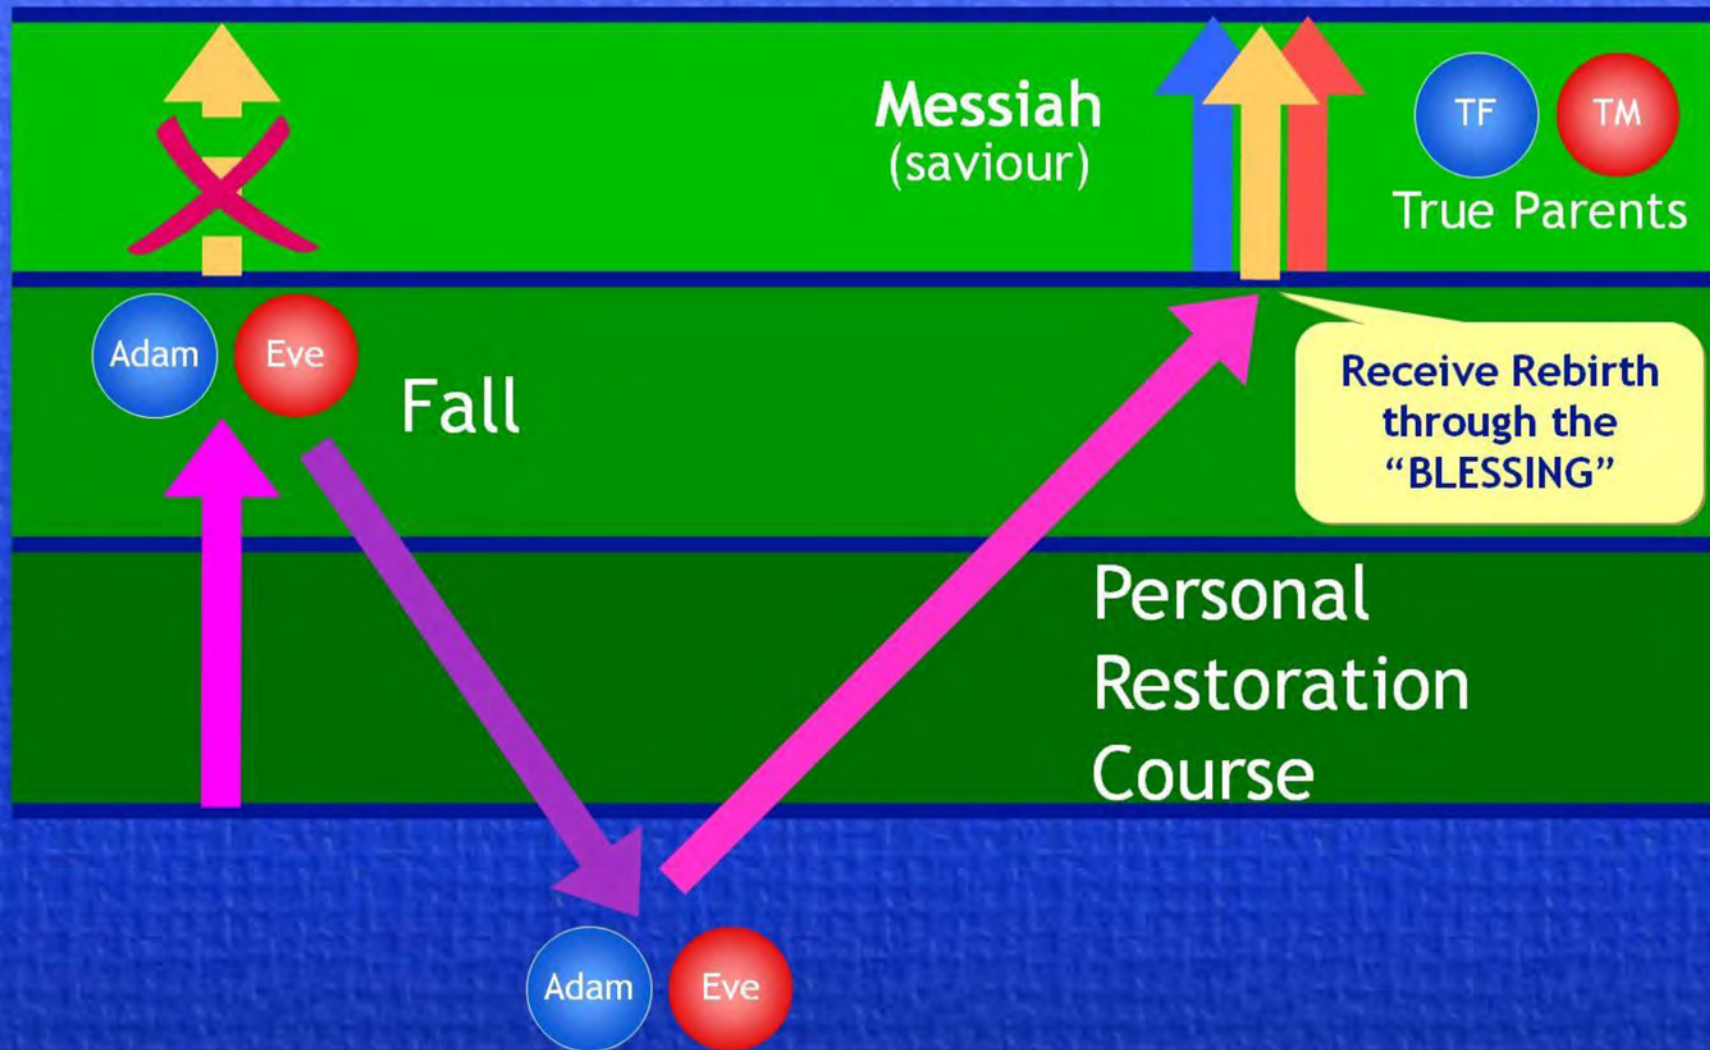 Messiah
(saviour)
TF
TM
True Parents
Adam
Eve
Fall
Receive Rebirth
through the
“BLESSING”
Personal
Restoration
Course
Adam
Eve